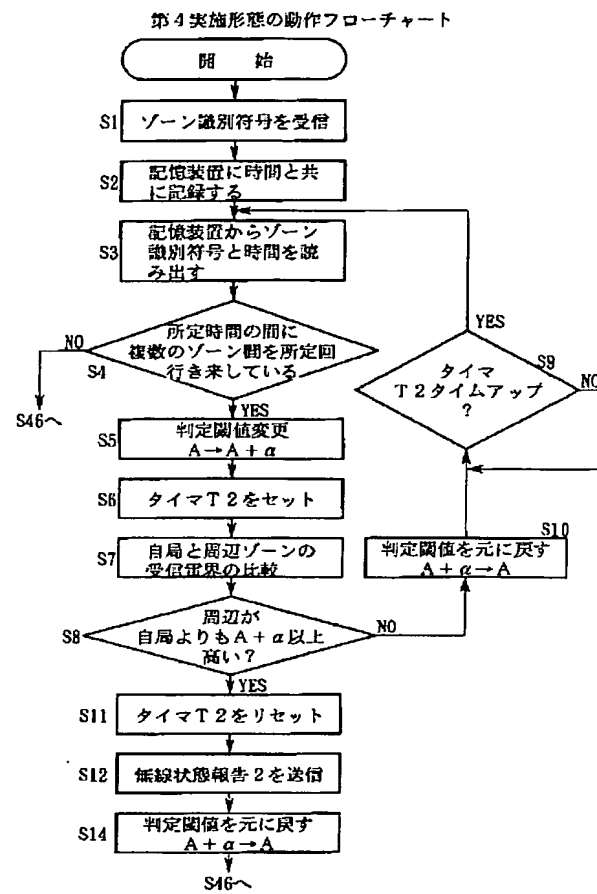 第4実施形態の動作フローチャート
開 始
S1
ゾーン識別符号を受信
S2
記憶装置に時間と共
に記録する
S3
記憶装置からゾーン
識別符号と時間を読
み出す
NO
所定時間の間に
複数のゾーン間を所定回
行き来している
S4
S46へ
YES
S5
判定閾値変更
A→A+α
S6
タイマT2をセット
S7
自局と周辺ゾーンの
受信電界の比較
S8
周辺が
自局よりもA+α以上
高い?
NO
YES
S9
タイマ
T2タイムアップ
?
YES
NO
S10
判定閾値を元に戻す
A+α→A
S11
タイマT2をリセット
S12
無線状態報告2を送信
S14
判定閾値を元に戻す
A+α→A
S46へ